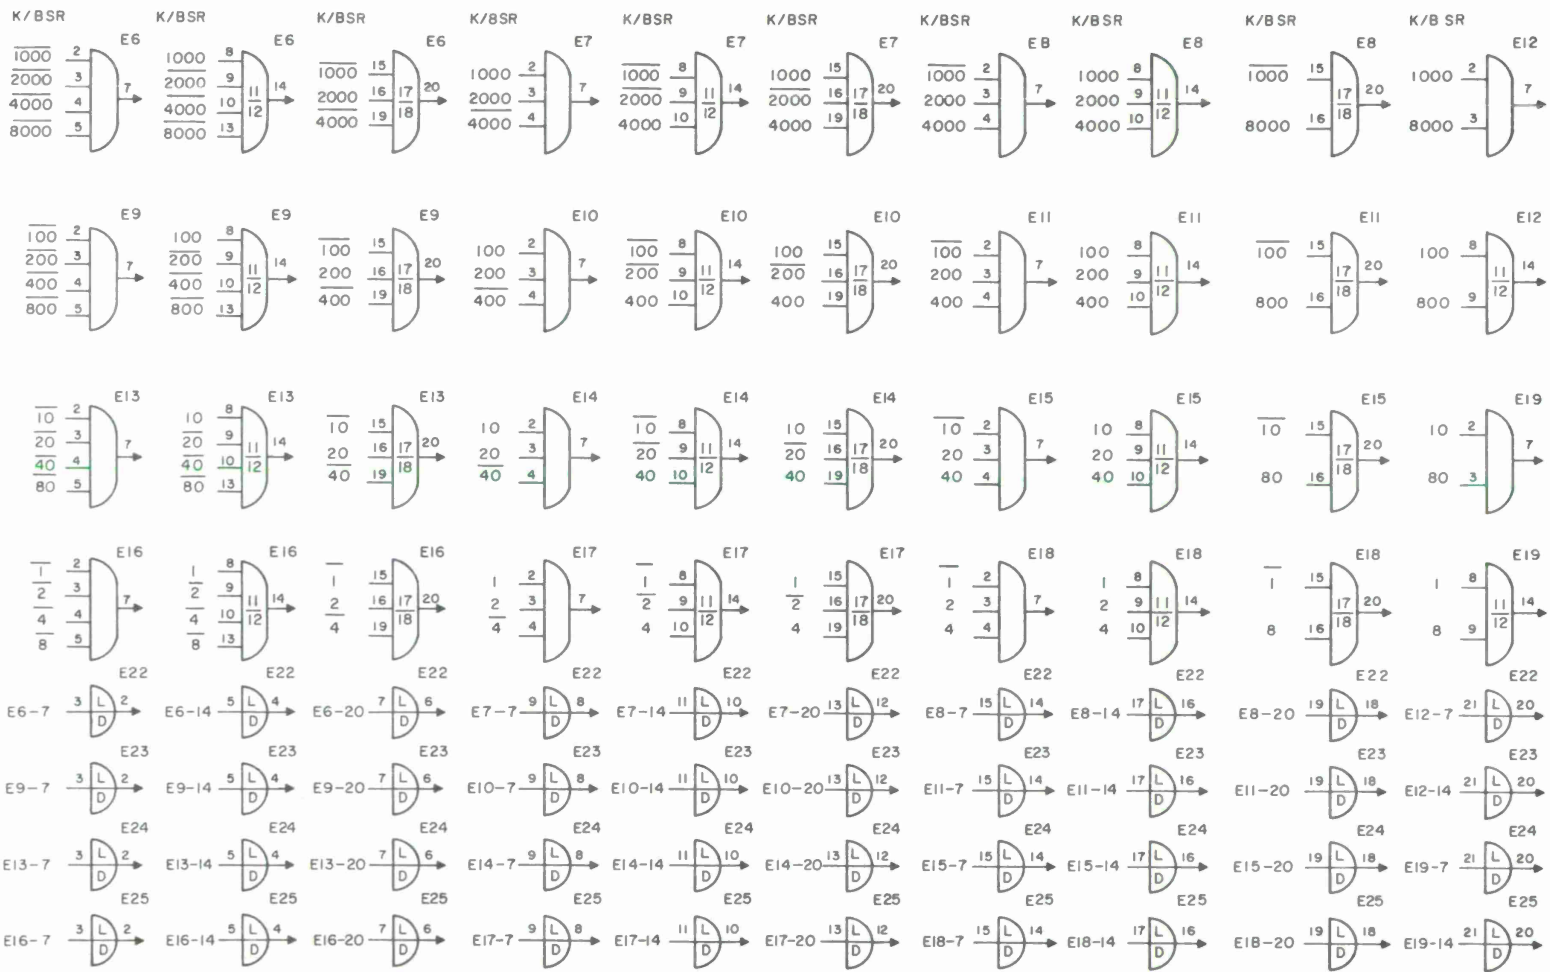 K/BSR K/BSR K/BSR K/BSR K/BSR K/BSR K/BSR K/BSR K/BSR K/BSR
E6 E6 E6 E7 E7 E7 E8 E8 E8 E12
1000 2 1000 8 1000 15 1000 2 1000 8 1000 15 1000 2 1000 8 1000 15 1000 2
2000 3 2000 9 2000 16 2000 3 2000 9 2000 16 2000 3 2000 9
7 14 20 7 14 20 7 14 20 7
4000 4 4000 10 4000 19 4000 4 4000 10 4000 19 4000 4 4000 10
8000 5 8000 13 8000 16 8000 3
11 17 11 17 11 17
12 18 12 18 12 18
E9 E9 E9 E10 E10 E10 E11 E11 E11 E12
100 2 100 8 100 15 100 2 100 8 100 15 100 2 100 8 100 15 100 8
200 3 200 9 200 16 200 3 200 9 200 16 200 3 200 9
7 14 20 7 14 20 7 14 20 14
400 4 400 10 400 19 400 4 400 10 400 19 400 4 400 10
800 5 800 13 800 16 800 9
11 17 11 17 11 17 11
12 18 12 18 12 18 12
E13 E13 E13 E14 E14 E14 E15 E15 E15 E19
10 2 10 8 10 15 10 2 10 8 10 15 10 2 10 8 10 15 10 2
20 3 20 9 20 16 20 3 20 9 20 16 20 3 20 9
7 14 20 7 14 20 7 14 20 7
40 4 40 10 40 19 40 4 40 10 40 19 40 4 40 10
80 5 80 13 80 16 80 3
11 17 11 17 11 17
12 18 12 18 12 18
E16 E16 E16 E17 E17 E17 E18 E18 E18 E19
1 2 1 8 1 15 1 2 1 8 1 15 1 2 1 8 1 15 1 8
2 3 2 9 2 16 2 3 2 9 2 16 2 3 2 9
7 14 20 7 14 20 7 14 20 14
4 4 4 10 4 19 4 4 4 10 4 19 4 4 4 10
8 5 8 13 8 16 8 9
11 17 11 17 11 17 11
12 18 12 18 12 18 12
E22 E22 E22 E22 E22 E22 E22 E22 E22 E22
E6-7 3 L 2 E6-14 5 L 4 E6-20 7 L 6 E7-7 9 L 8 E7-14 11 L 10 E7-20 13 L 12 E8-7 15 L 14 E8-14 17 L 16 E8-20 19 L 18 E12-7 21 L 20
D D D D D D D D D D
E23 E23 E23 E23 E23 E23 E23 E23 E23 E23
E9-7 3 L 2 E9-14 5 L 4 E9-20 7 L 6 E10-7 9 L 8 E10-14 11 L 10 E10-20 13 L 12 E11-7 15 L 14 E11-14 17 L 16 E11-20 19 L 18 E12-14 21 L 20
D D D D D D D D D D
E24 E24 E24 E24 E24 E24 E24 E24 E24 E24
E13-7 3 L 2 E13-14 5 L 4 E13-20 7 L 6 E14-7 9 L 8 E14-14 11 L 10 E14-20 13 L 12 E15-7 15 L 14 E15-14 17 L 16 E15-20 19 L 18 E19-7 21 L 20
D D D D D D D D D D
E25 E25 E25 E25 E25 E25 E25 E25 E25 E25
E16-7 3 L 2 E16-14 5 L 4 E16-20 7 L 6 E17-7 9 L 8 E17-14 11 L 10 E17-20 13 L 12 E18-7 15 L 14 E18-14 17 L 16 E18-20 19 L 18 E19-14 21 L 20
D D D D D D D D D D